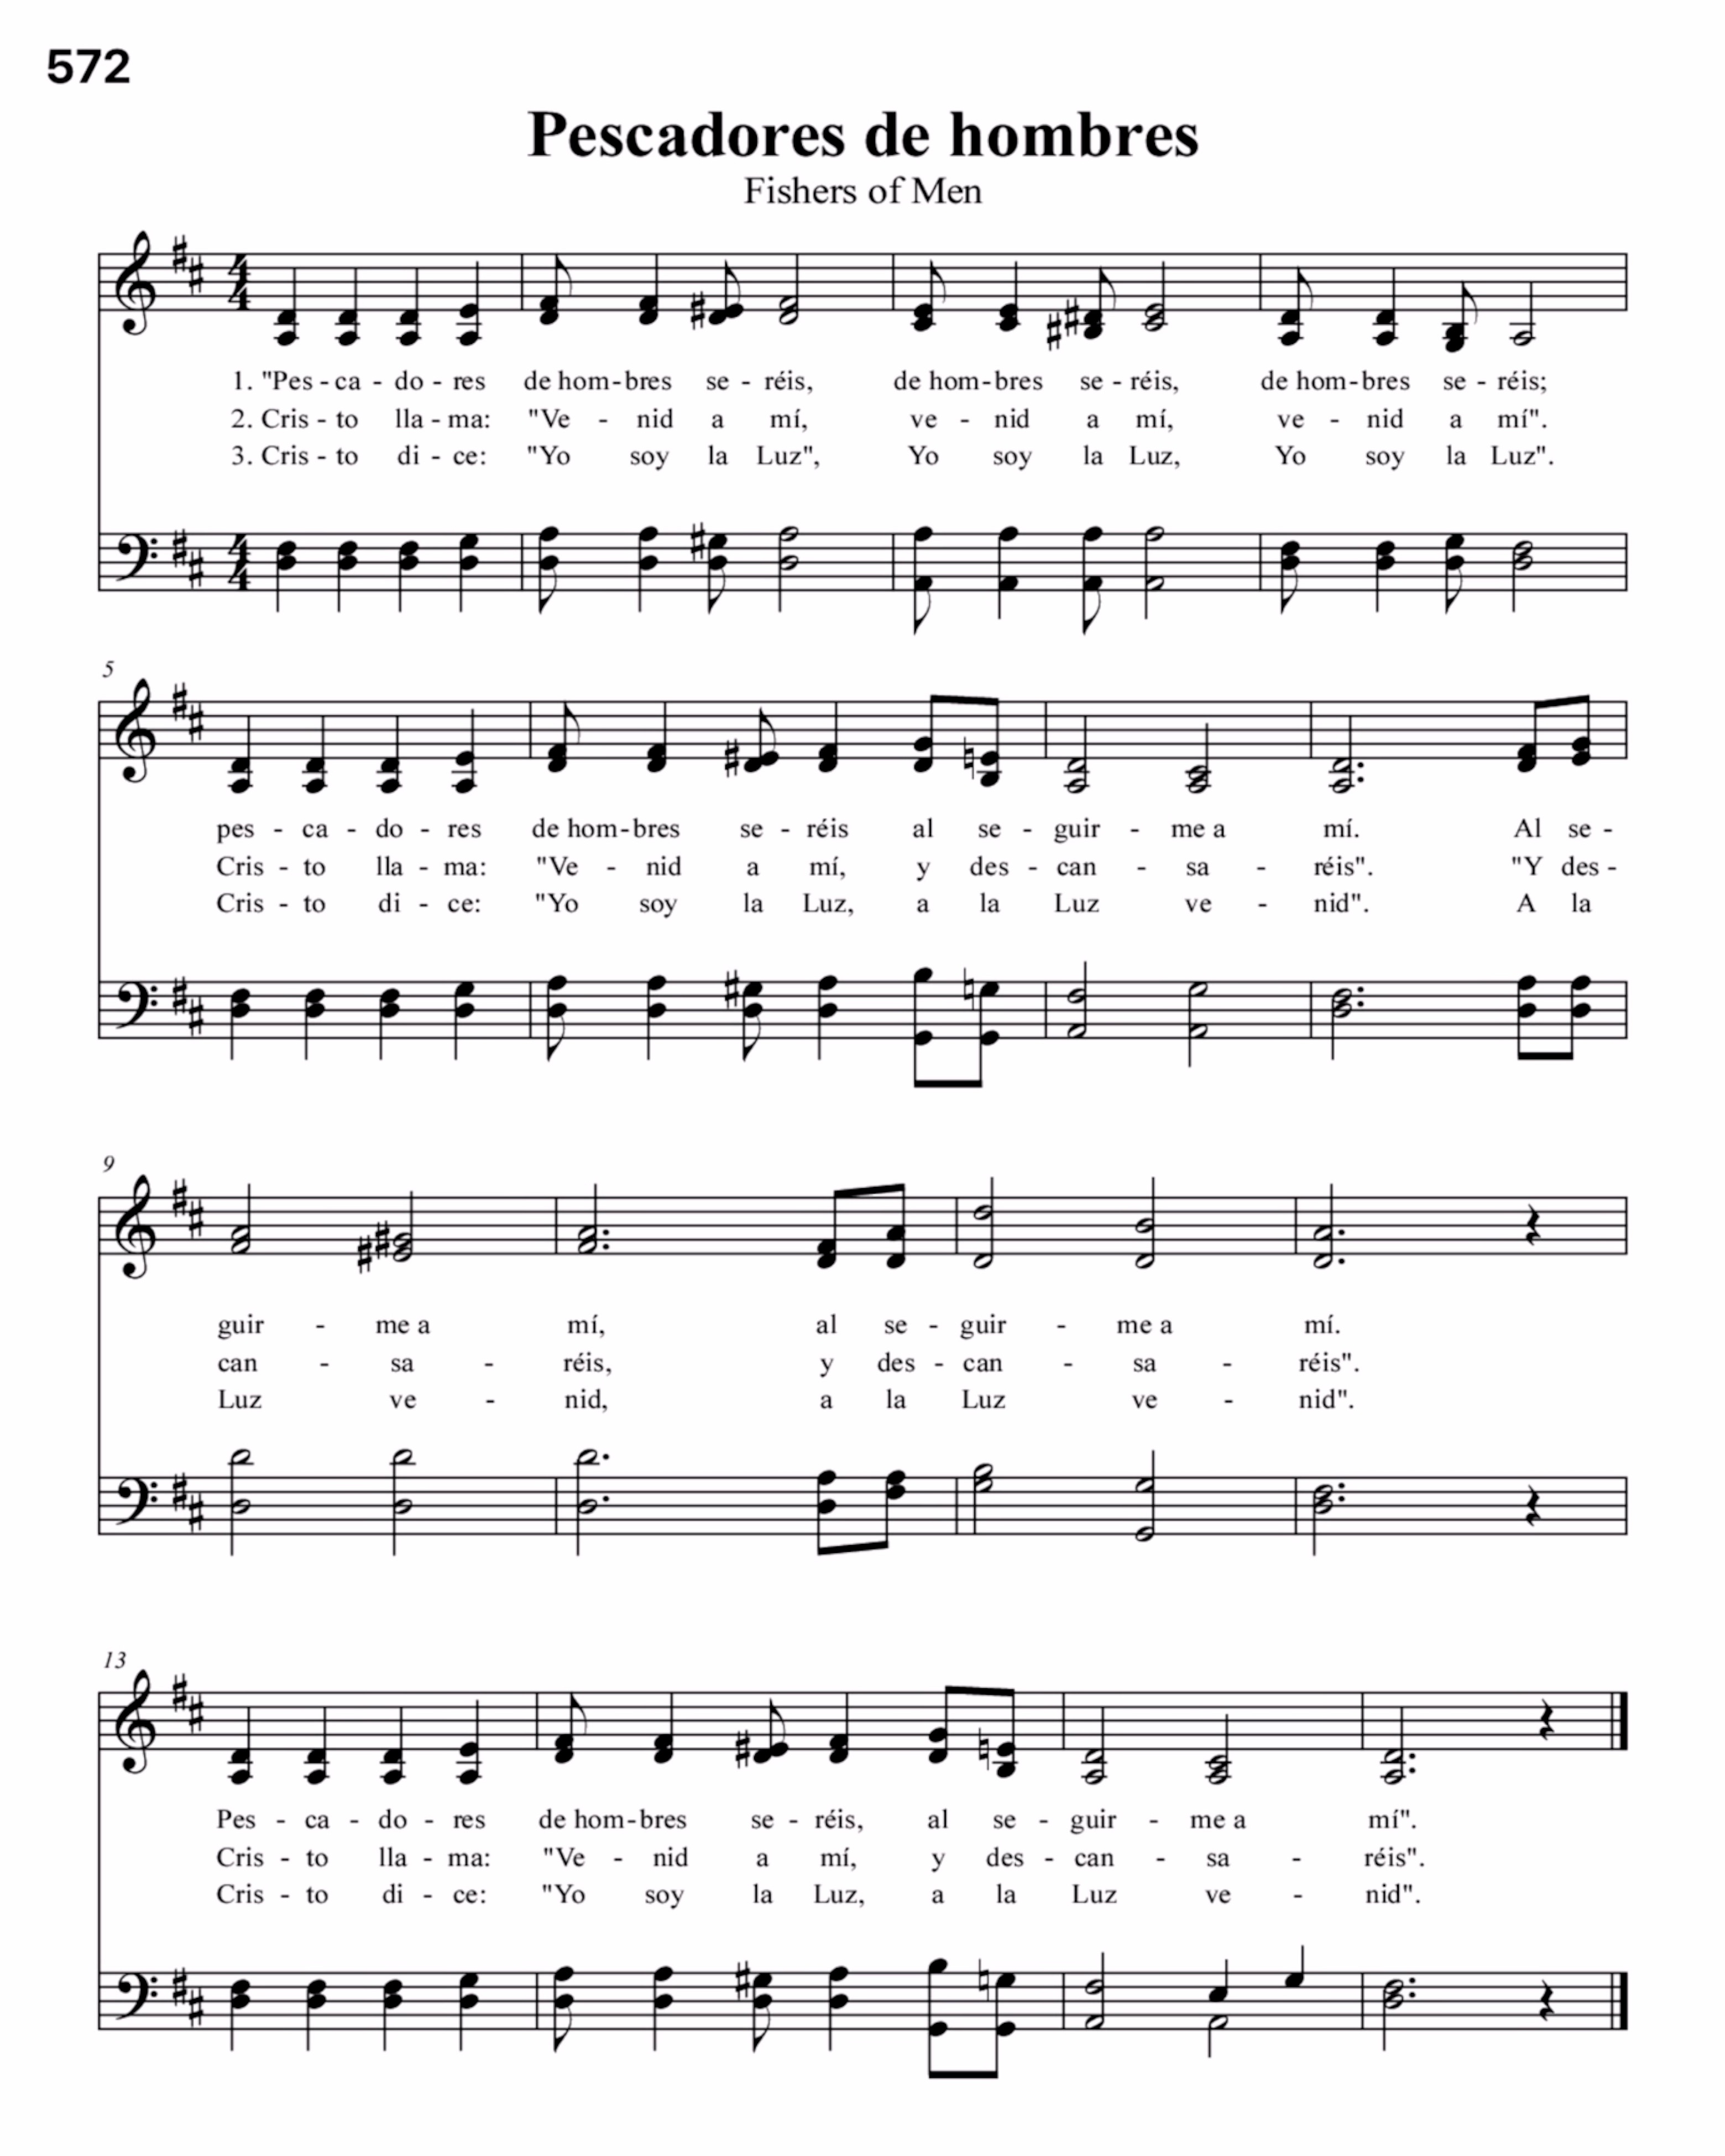 572
Pescadores de hombres
Fishers of Men
1. "Pes - ca - do - res de hom - bres se - réis, de hom - bres se - réis, de hom - bres se - réis;
2. Cris - to lla - ma: "Ve - nid a mí, ve - nid a mí, ve - nid a mí".
3. Cris - to di - ce: "Yo soy la Luz", Yo soy la Luz, Yo soy la Luz".
5
pes - ca - do - res de hom - bres se - réis al se - guir - me a mí. Al se -
Cris - to lla - ma: "Ve - nid a mí, y des - can - sa - réis". "Y des -
Cris - to di - ce: "Yo soy la Luz, a la Luz ve - nid". A la
9
guir - me a mí, al se - guir - me a mí.
can - sa - réis, y des - can - sa - réis".
Luz ve - nid, a la Luz ve - nid".
13
Pes - ca - do - res de hom - bres se - réis, al se - guir - me a mí".
Cris - to lla - ma: "Ve - nid a mí, y des - can - sa - réis".
Cris - to di - ce: "Yo soy la Luz, a la Luz ve - nid".